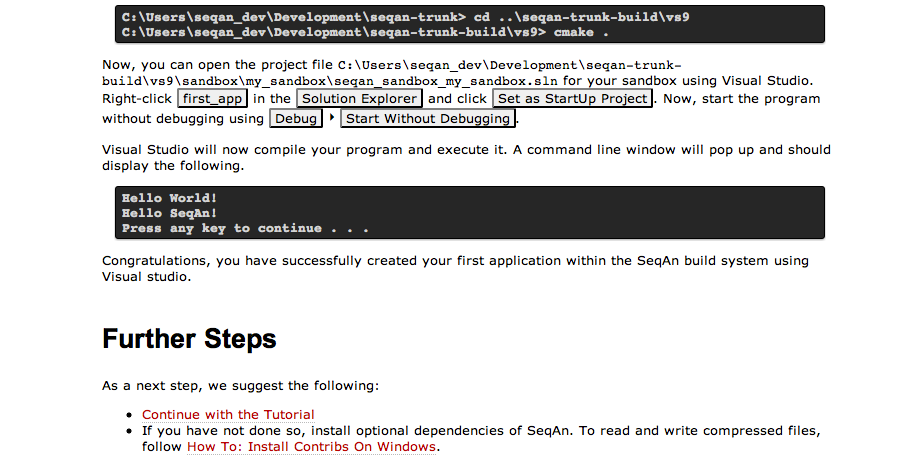 C:\Users\seqan_dev\Development\seqan-trunk> cd ..\seqan-trunk-build\vs9
C:\Users\seqan_dev\Development\seqan-trunk-build\vs9> cmake .
Now, you can open the project file C:\Users\seqan_dev\Development\seqan-trunk-
build\vs9\sandbox\my_sandbox\seqan_sandbox_my_sandbox.sln for your sandbox using Visual Studio.
Right-click first_app in the Solution Explorer and click Set as StartUp Project. Now, start the program
without debugging using Debug ‣ Start Without Debugging.
Visual Studio will now compile your program and execute it. A command line window will pop up and should
display the following.
Hello World!
Hello SeqAn!
Press any key to continue . . .
Congratulations, you have successfully created your first application within the SeqAn build system using
Visual studio.
Further Steps
As a next step, we suggest the following:
• Continue with the Tutorial
• If you have not done so, install optional dependencies of SeqAn. To read and write compressed files,
follow How To: Install Contribs On Windows.